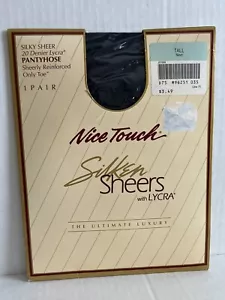 SILKY SHEER
20 Denier Lycra®
PANTYHOSE
Sheerly Reinforced
Only Toe
1 PAIR
TALL
$3.49
Nice Touch®
Silken
Sheers
with LYCRA®
THE ULTIMATE LUXURY